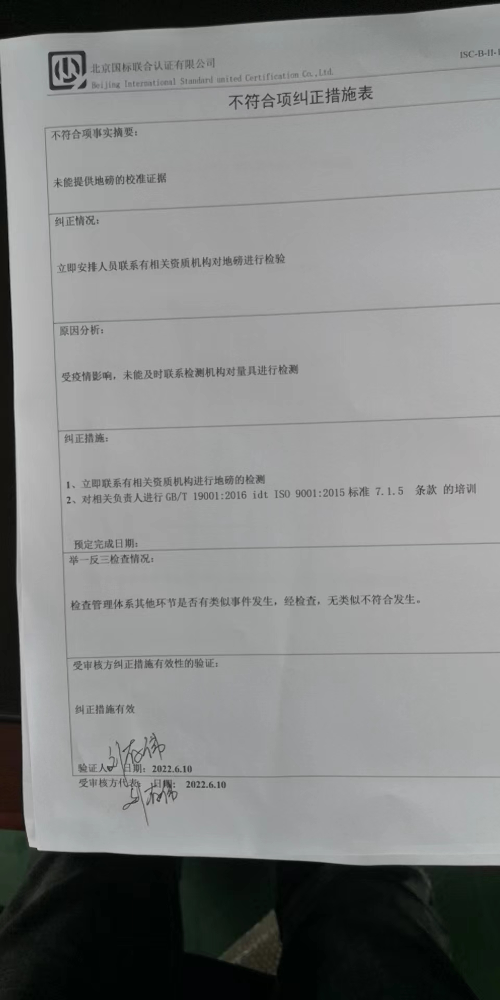 ISC-B-II-
北京国标联合认证有限公司
Beijing International Standard united Certification Co.,Ltd.
不符合项纠正措施表
不符合项事实摘要:
未能提供地磅的校准证据
纠正情况:
立即安排人员联系有相关资质机构对地磅进行检验
原因分析:
受疫情影响，未能及时联系检测机构对量具进行检测
纠正措施:
1、立即联系有相关资质机构进行地磅的检测
2、对相关负责人进行 GB/T 19001:2016 idt ISO 9001:2015 标准 7.1.5 条款 的培训
预定完成日期:
举一反三检查情况:
检查管理体系其他环节是否有类似事件发生，经检查，无类似不符合发生。
受审核方纠正措施有效性的验证:
纠正措施有效
验证人 日期: 2022.6.10
受审核方代表: 日期: 2022.6.10